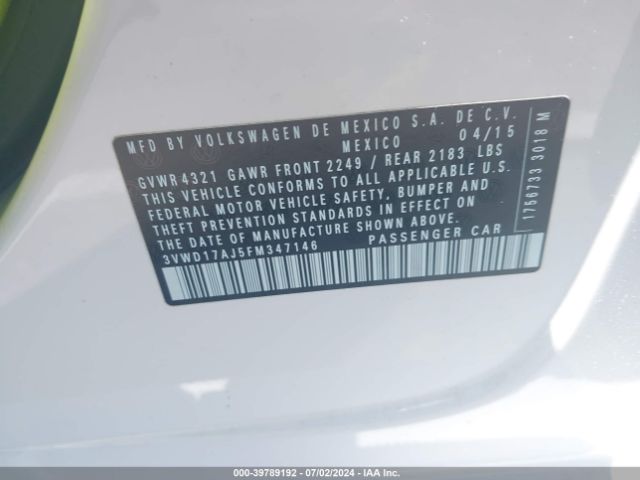 MFD BY VOLKSWAGEN DE MEXICO S.A. DE C.V.
MEXICO 04/15
GVWR 4321 GAWR FRONT 2249 / REAR 2183 LBS
THIS VEHICLE CONFORMS TO ALL APPLICABLE U.S.
FEDERAL MOTOR VEHICLE SAFETY, BUMPER AND
THEFT PREVENTION STANDARDS IN EFFECT ON
THE DATE OF MANUFACTURE SHOWN ABOVE.
3VWD17AJ5FM347146 PASSENGER CAR
1756733 3018 M
000-39789192 - 07/02/2024 - IAA Inc.